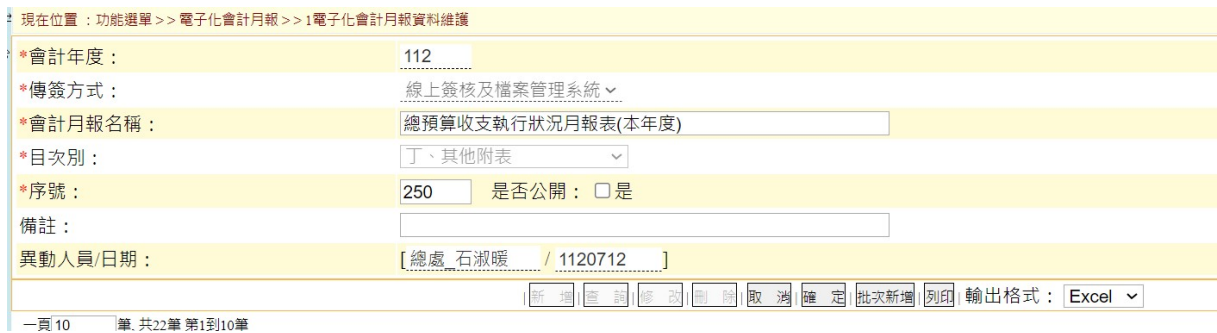 現在位置 ：功能選單>>電子化會計月報>>1電子化會計月報資料維護
*會計年度： 112
*傳簽方式： 線上簽核及檔案管理系統
*會計月報名稱： 總預算收支執行狀況月報表(本年度)
*目次別： 丁、其他附表
*序號： 250 是否公開： 是
備註：
異動人員/日期： [ 總處_石淑暖 / 1120712 ]
| 新 增 | 查 詢 | 修 改 | 刪 除 | 取 消 | 確 定 | 批次新增 | 列印 | 輸出格式： Excel
一頁 10 筆, 共22筆 第1到10筆